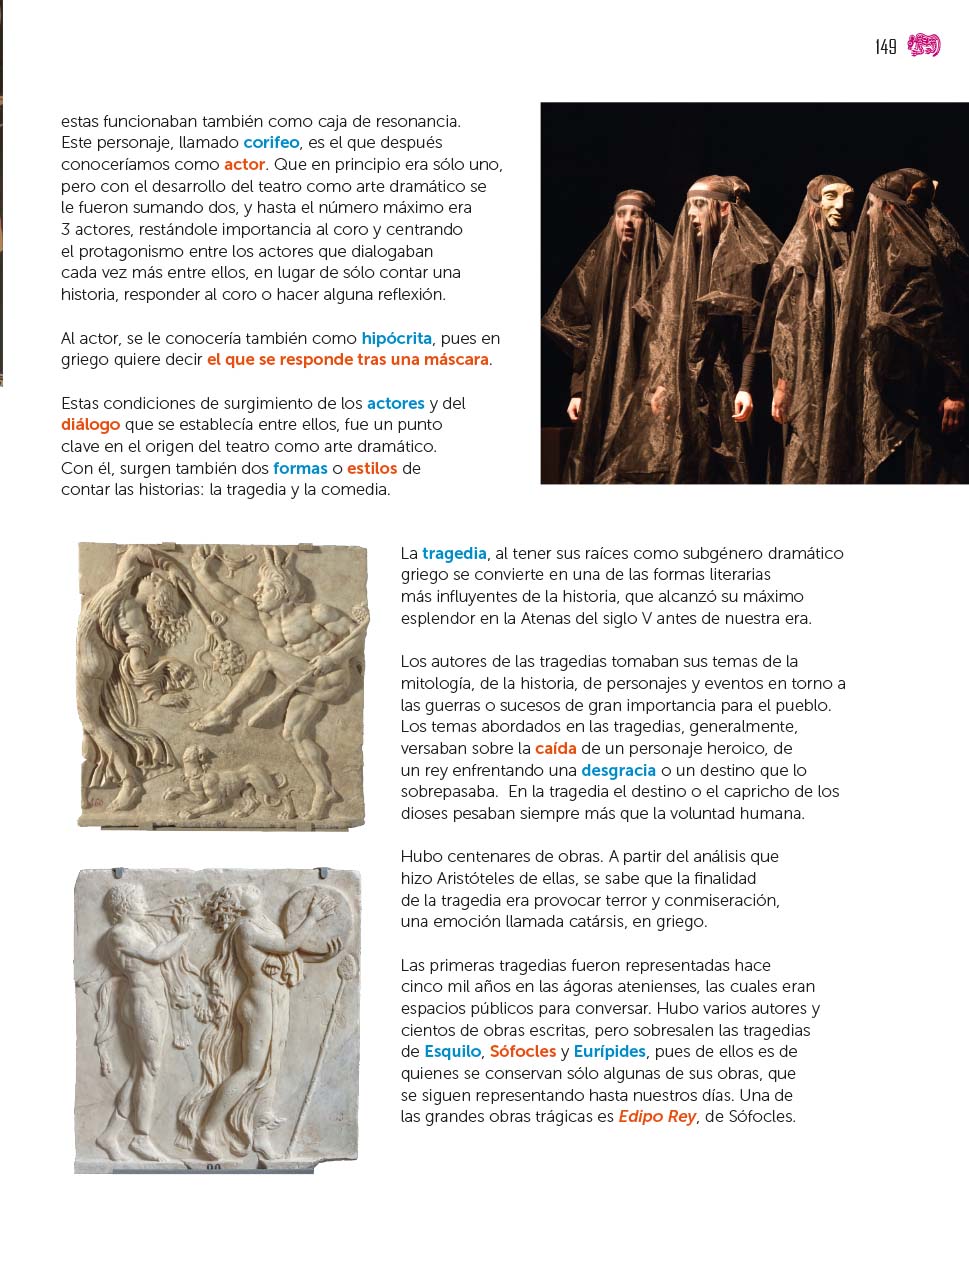 149
estas funcionaban también como caja de resonancia.
Este personaje, llamado corifeo, es el que después
conoceríamos como actor. Que en principio era sólo uno,
pero con el desarrollo del teatro como arte dramático se
le fueron sumando dos, y hasta el número máximo era
3 actores, restándole importancia al coro y centrando
el protagonismo entre los actores que dialogaban
cada vez más entre ellos, en lugar de sólo contar una
historia, responder al coro o hacer alguna reflexión.
Al actor, se le conocería también como hipócrita, pues en
griego quiere decir el que se responde tras una máscara.
Estas condiciones de surgimiento de los actores y del
diálogo que se establecía entre ellos, fue un punto
clave en el origen del teatro como arte dramático.
Con él, surgen también dos formas o estilos de
contar las historias: la tragedia y la comedia.
La tragedia, al tener sus raíces como subgénero dramático
griego se convierte en una de las formas literarias
más influyentes de la historia, que alcanzó su máximo
esplendor en la Atenas del siglo V antes de nuestra era.
Los autores de las tragedias tomaban sus temas de la
mitología, de la historia, de personajes y eventos en torno a
las guerras o sucesos de gran importancia para el pueblo.
Los temas abordados en las tragedias, generalmente,
versaban sobre la caída de un personaje heroico, de
un rey enfrentando una desgracia o un destino que lo
sobrepasaba. En la tragedia el destino o el capricho de los
dioses pesaban siempre más que la voluntad humana.
Hubo centenares de obras. A partir del análisis que
hizo Aristóteles de ellas, se sabe que la finalidad
de la tragedia era provocar terror y conmiseración,
una emoción llamada catársis, en griego.
Las primeras tragedias fueron representadas hace
cinco mil años en las ágoras atenienses, las cuales eran
espacios públicos para conversar. Hubo varios autores y
cientos de obras escritas, pero sobresalen las tragedias
de Esquilo, Sófocles y Eurípides, pues de ellos es de
quienes se conservan sólo algunas de sus obras, que
se siguen representando hasta nuestros días. Una de
las grandes obras trágicas es Edipo Rey, de Sófocles.